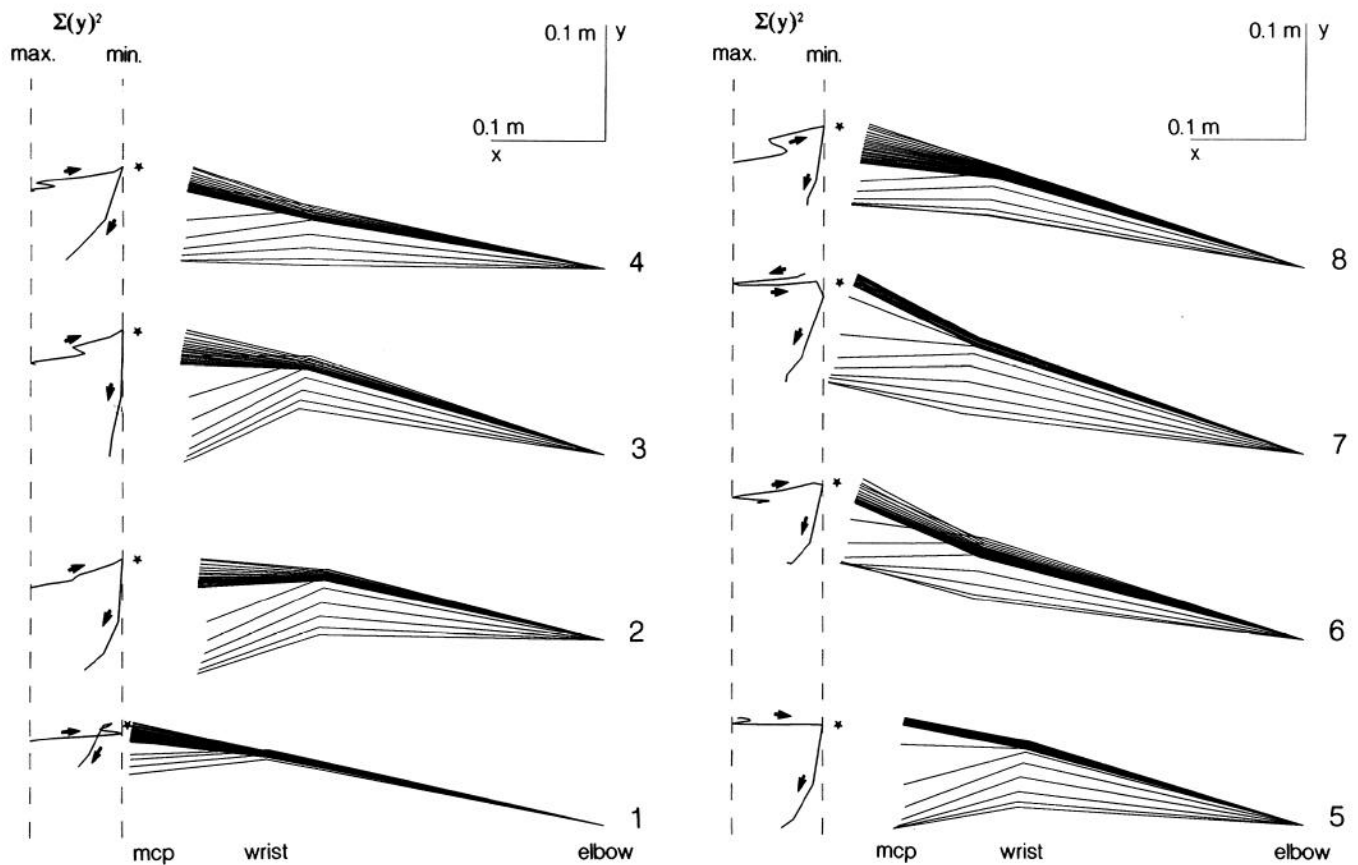 Σ(y)²
max. min.
0.1 m y
0.1 m
x
4
3
2
1
mcp wrist elbow
Σ(y)²
max. min.
0.1 m y
0.1 m
x
8
7
6
5
mcp wrist elbow